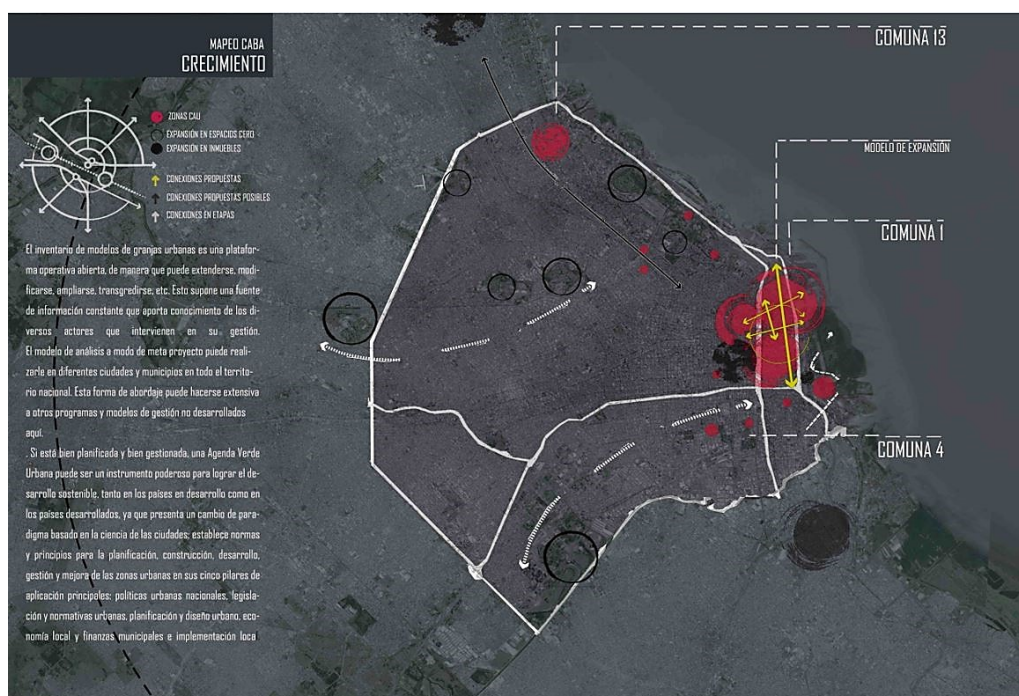 MAPEO CABA
CRECIMIENTO
ZONAS CAU
EXPANSIÓN EN ESPACIOS CERO
EXPANSIÓN EN INMUEBLES
CONEXIONES PROPUESTAS
CONEXIONES PROPUESTAS POSIBLES
CONEXIONES EN ETAPAS
El inventario de modelos de granjas urbanas es una platafor-
ma operativa abierta, de manera que puede extenderse, modi-
ficarse, ampliarse, transgredirse, etc. Esto supone una fuente
de información constante que aporta conocimiento de los di-
versos actores que intervienen en su gestión.
El modelo de análisis a modo de meta proyecto puede reali-
zarle en diferentes ciudades y municipios en todo el territo-
rio nacional. Esta forma de abordaje puede hacerse extensiva
a otros programas y modelos de gestión no desarrollados
aquí.
. Si está bien planificada y bien gestionada, una Agenda Verde
Urbana puede ser un instrumento poderoso para lograr el de-
sarrollo sostenible, tanto en los países en desarrollo como en
los países desarrollados, ya que presenta un cambio de para-
digma basado en la ciencia de las ciudades; establece normas
y principios para la planificación, construcción, desarrollo,
gestión y mejora de las zonas urbanas en sus cinco pilares de
aplicación principales: políticas urbanas nacionales, legisla-
ción y normativas urbanas, planificación y diseño urbano, eco-
nomía local y finanzas municipales e implementación local
COMUNA 13
MODELO DE EXPANSIÓN
COMUNA 1
COMUNA 4